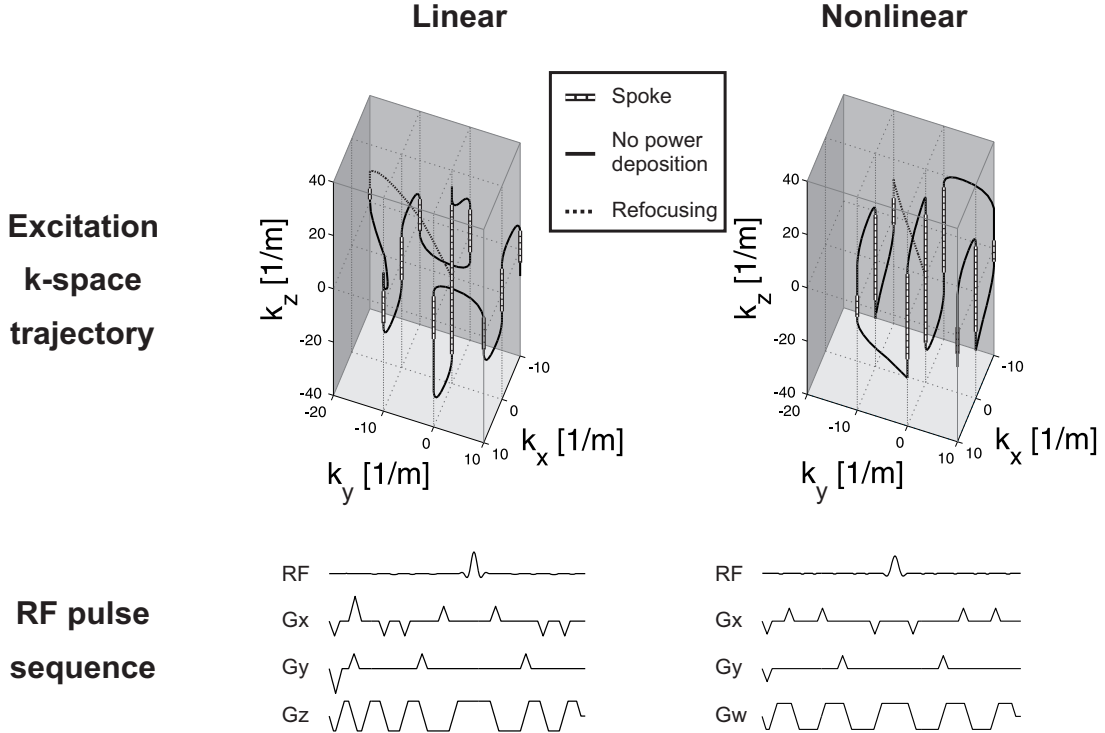 Linear
Nonlinear
Spoke
No power
deposition
Refocusing
Excitation
k-space
trajectory
40
20
0
-20
-40
k_z [1/m]
-20
-10
0
10
k_y [1/m]
10
0
-10
k_x [1/m]
40
20
0
-20
-40
k_z [1/m]
-20
-10
0
10
k_y [1/m]
10
0
-10
k_x [1/m]
RF pulse
sequence
RF
Gx
Gy
Gz
RF
Gx
Gy
Gw